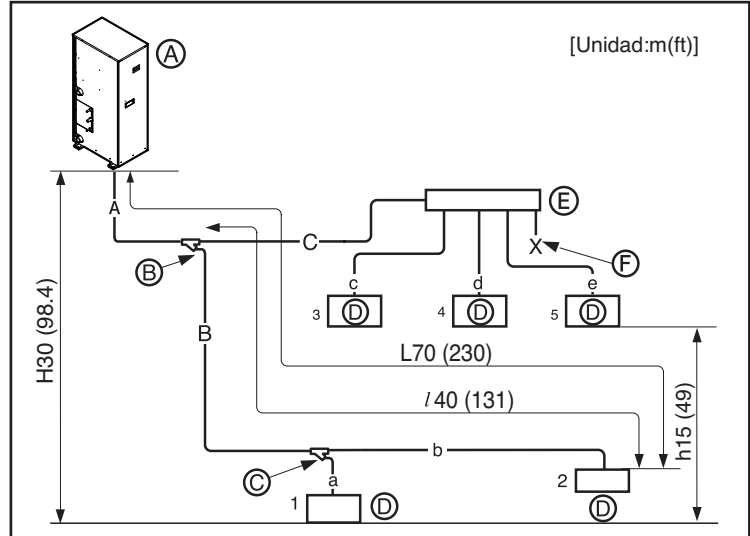 Ⓐ
[Unidad:m(ft)]
A
Ⓔ
C
X
Ⓕ
Ⓑ
c
d
e
3 Ⓓ
4 Ⓓ
5 Ⓓ
H30 (98.4)
B
L70 (230)
l 40 (131)
h15 (49)
b
Ⓒ
a
2
1 Ⓓ
Ⓓ